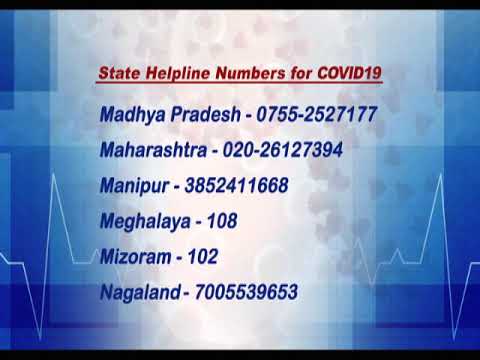 State Helpline Numbers for COVID19
Madhya Pradesh - 0755-2527177
Maharashtra - 020-26127394
Manipur - 3852411668
Meghalaya - 108
Mizoram - 102
Nagaland - 7005539653